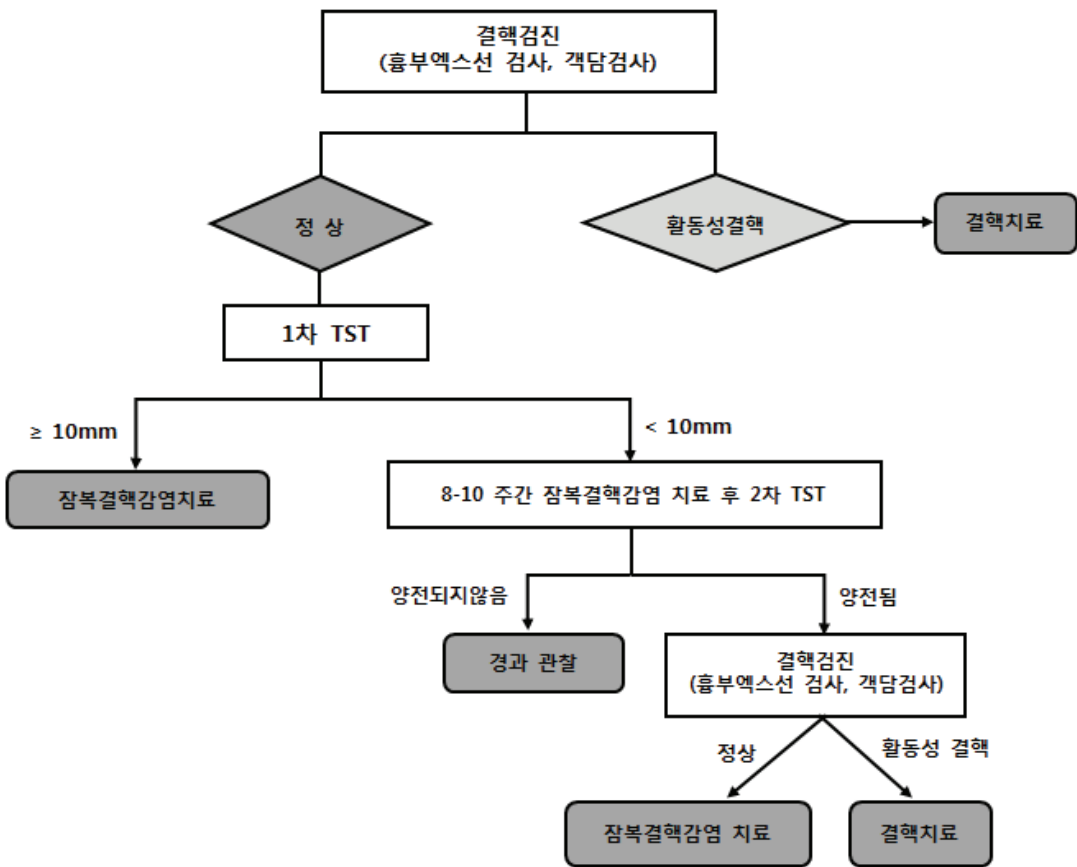 결핵검진
(흉부엑스선 검사, 객담검사)
정 상
활동성결핵
결핵치료
1차 TST
≥ 10mm
< 10mm
잠복결핵감염치료
8-10 주간 잠복결핵감염 치료 후 2차 TST
양전되지않음
양전됨
경과 관찰
결핵검진
(흉부엑스선 검사, 객담검사)
정상
활동성 결핵
잠복결핵감염 치료
결핵치료